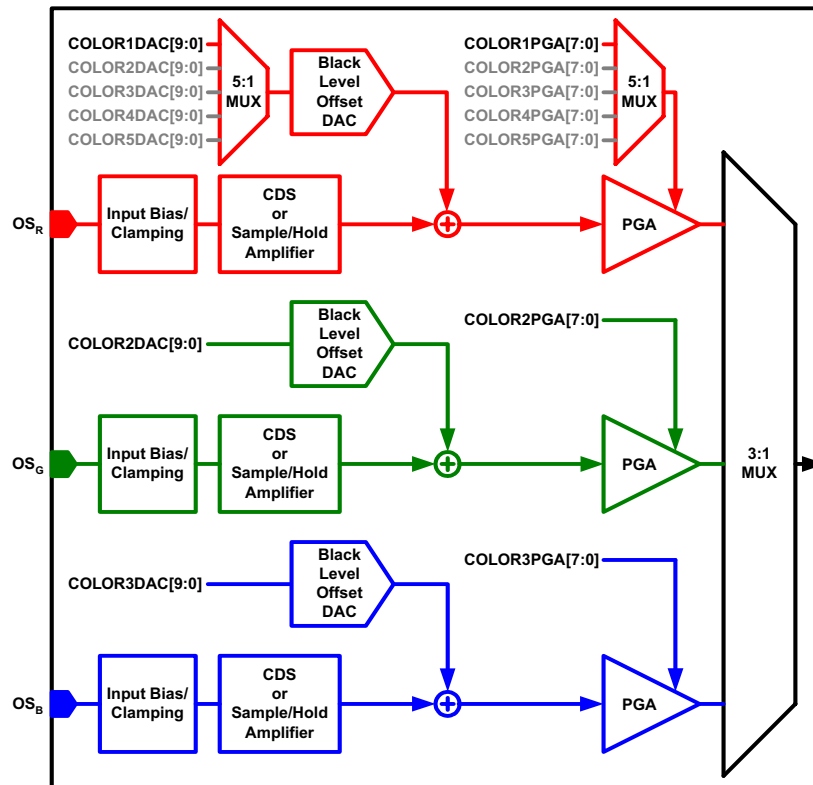 COLOR1DAC[9:0]
COLOR2DAC[9:0]
COLOR3DAC[9:0]
COLOR4DAC[9:0]
COLOR5DAC[9:0]
5:1
MUX
Black
Level
Offset
DAC
COLOR1PGA[7:0]
COLOR2PGA[7:0]
COLOR3PGA[7:0]
COLOR4PGA[7:0]
COLOR5PGA[7:0]
5:1
MUX
OSR
Input Bias/
Clamping
CDS
or
Sample/Hold
Amplifier
PGA
COLOR2DAC[9:0]
Black
Level
Offset
DAC
COLOR2PGA[7:0]
OSG
Input Bias/
Clamping
CDS
or
Sample/Hold
Amplifier
PGA
3:1
MUX
COLOR3DAC[9:0]
Black
Level
Offset
DAC
COLOR3PGA[7:0]
OSB
Input Bias/
Clamping
CDS
or
Sample/Hold
Amplifier
PGA